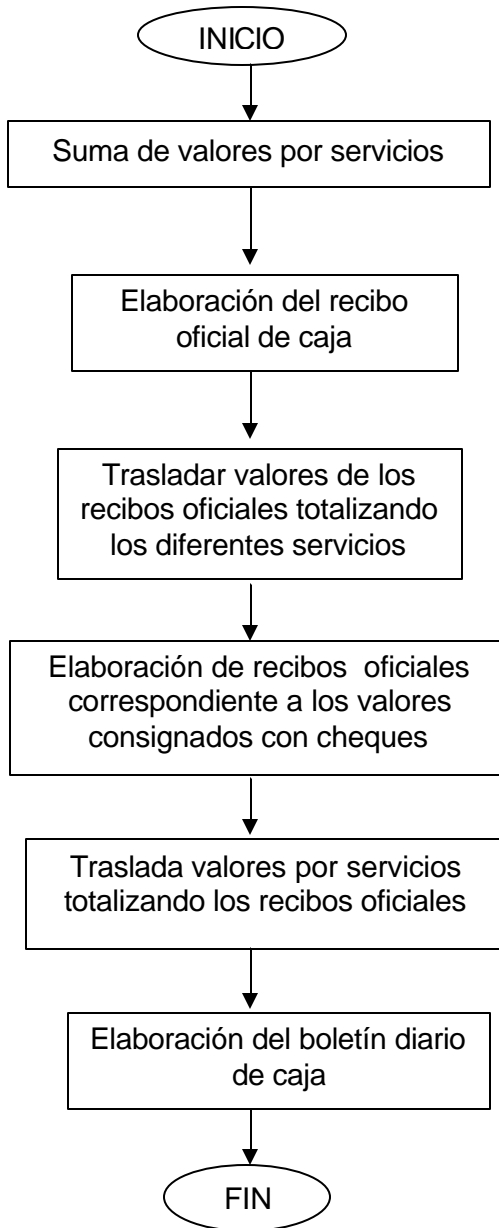 INICIO
Suma de valores por servicios
Elaboración del recibo
oficial de caja
Trasladar valores de los
recibos oficiales totalizando
los diferentes servicios
Elaboración de recibos oficiales
correspondiente a los valores
consignados con cheques
Traslada valores por servicios
totalizando los recibos oficiales
Elaboración del boletín diario
de caja
FIN